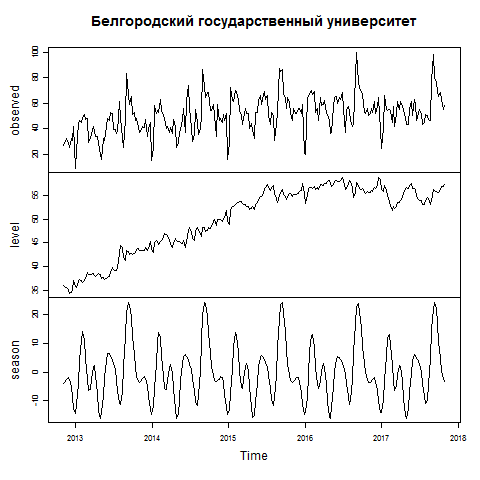 Белгородский государственный университет
observed
20 40 60 80 100
level
35 40 45 50 55
season
-10 0 10 20
2013 2014 2015 2016 2017 2018
Time